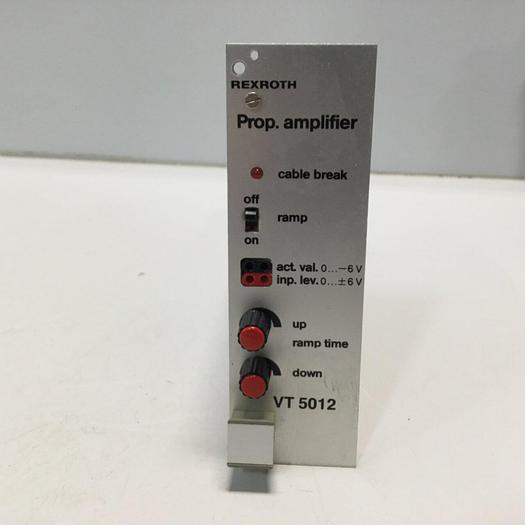 REXROTH
Prop. amplifier
cable break
off
ramp
on
act. val. 0...−6 V
inp. lev. 0...±6 V
up
ramp time
down
VT 5012